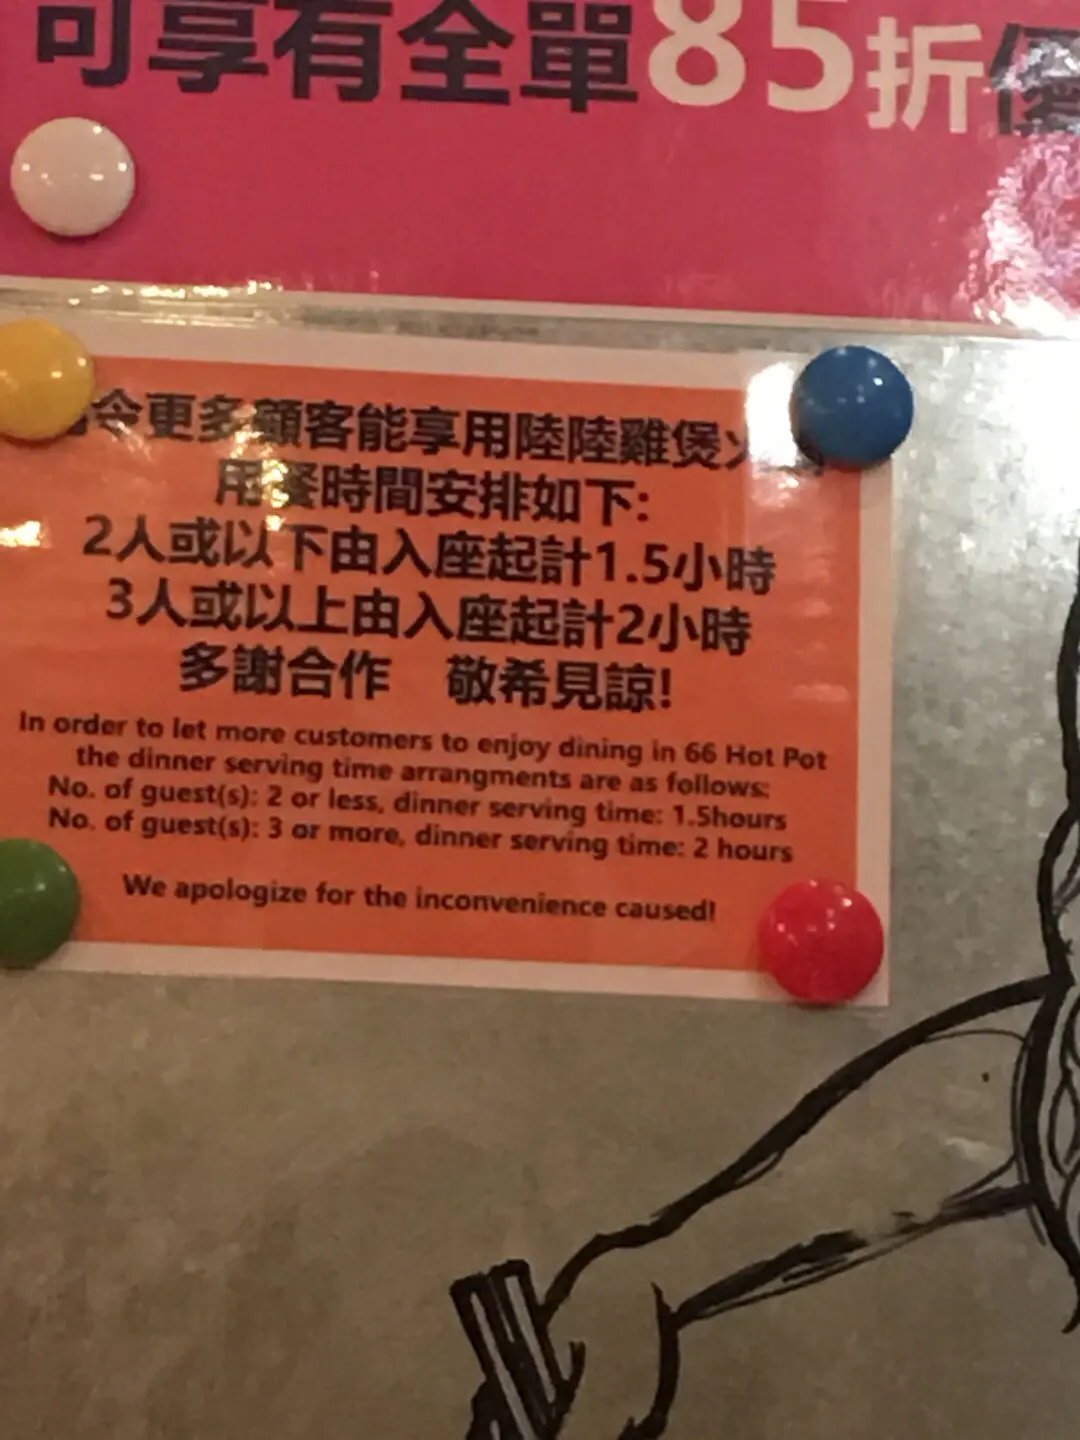 可享有全單85折優
令更多顧客能享用陸陸雞煲火
用餐時間安排如下:
2人或以下由入座起計1.5小時
3人或以上由入座起計2小時
多謝合作 敬希見諒!
In order to let more customers to enjoy dining in 66 Hot Pot
the dinner serving time arrangments are as follows:
No. of guest(s): 2 or less, dinner serving time: 1.5hours
No. of guest(s): 3 or more, dinner serving time: 2 hours
We apologize for the inconvenience caused!